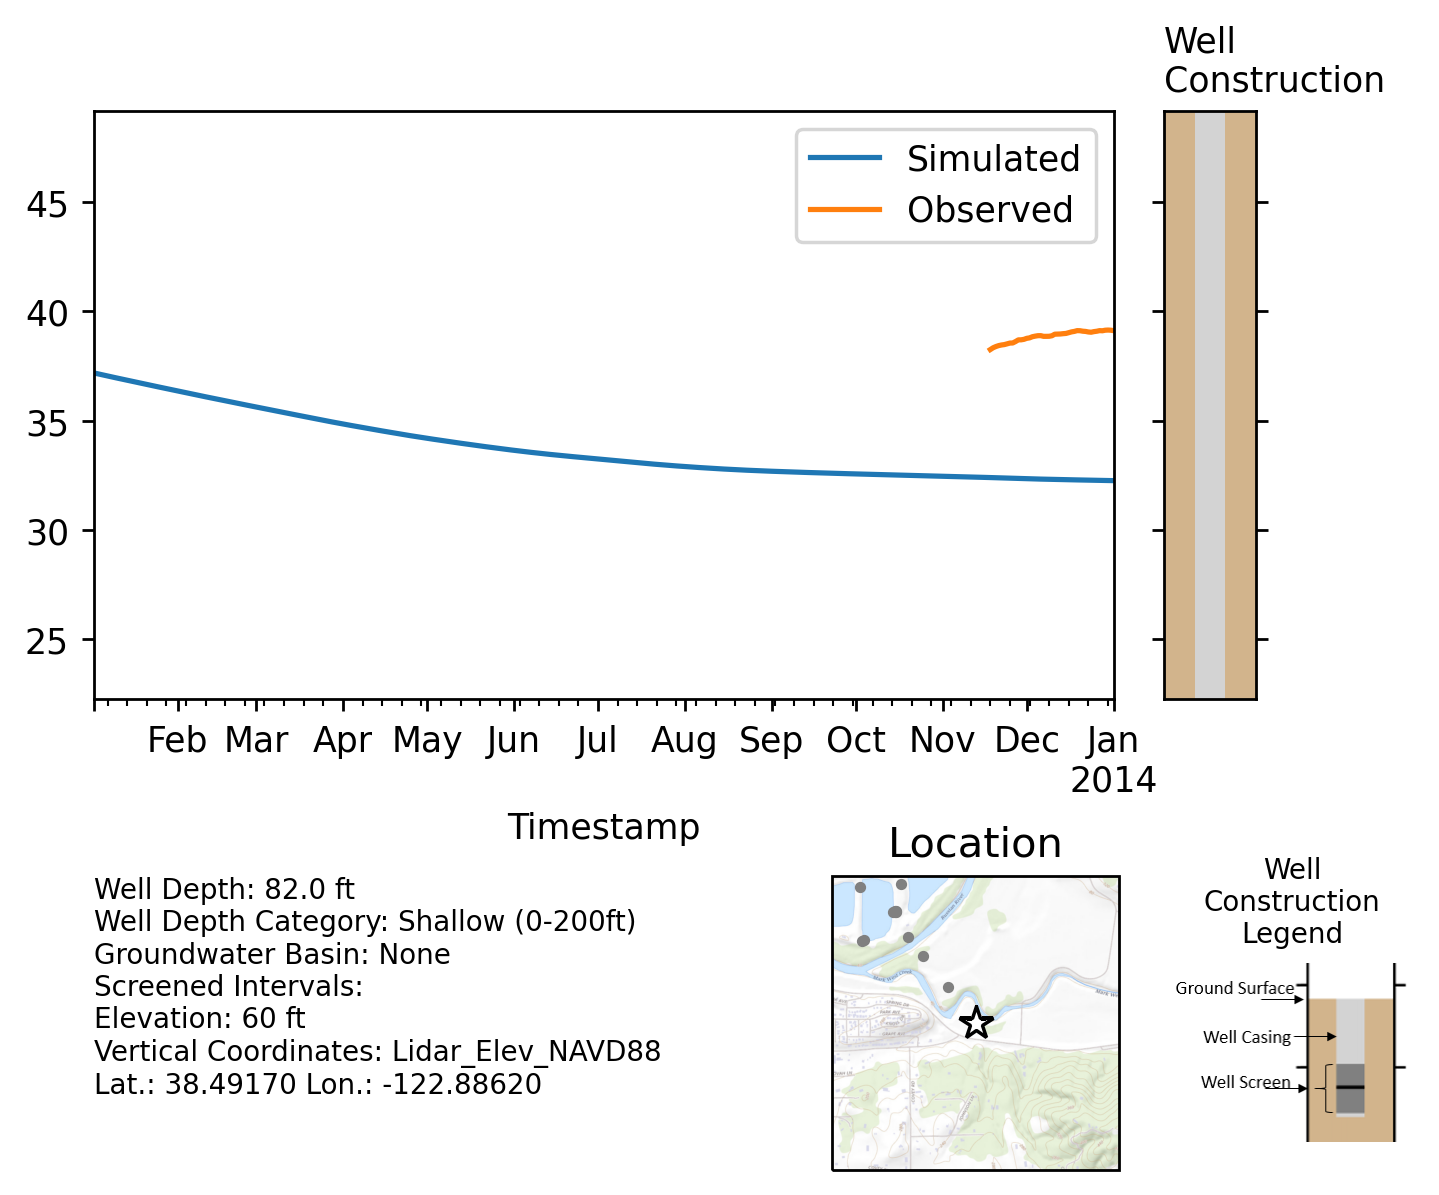 Well
Construction
Simulated
Observed
45
40
35
30
25
Feb Mar Apr May Jun Jul Aug Sep Oct Nov Dec Jan
2014
Timestamp
Well Depth: 82.0 ft
Well Depth Category: Shallow (0-200ft)
Groundwater Basin: None
Screened Intervals:
Elevation: 60 ft
Vertical Coordinates: Lidar_Elev_NAVD88
Lat.: 38.49170 Lon.: -122.88620
Location
Well
Construction
Legend
Ground Surface
Well Casing
Well Screen